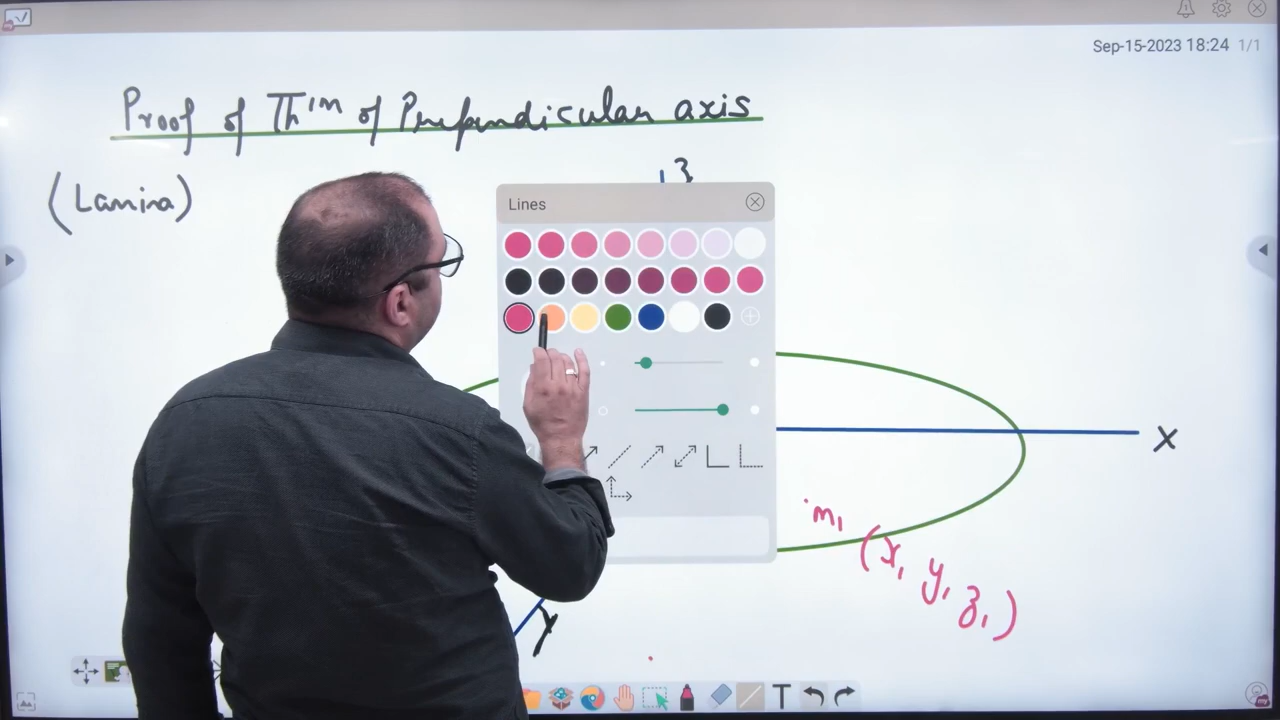 Sep-15-2023 18:24 1/1
Proof of Thm of Perpendicular axis
(Lamina)
z
Lines
X
m1
(x1 y1 z1)
Y
T